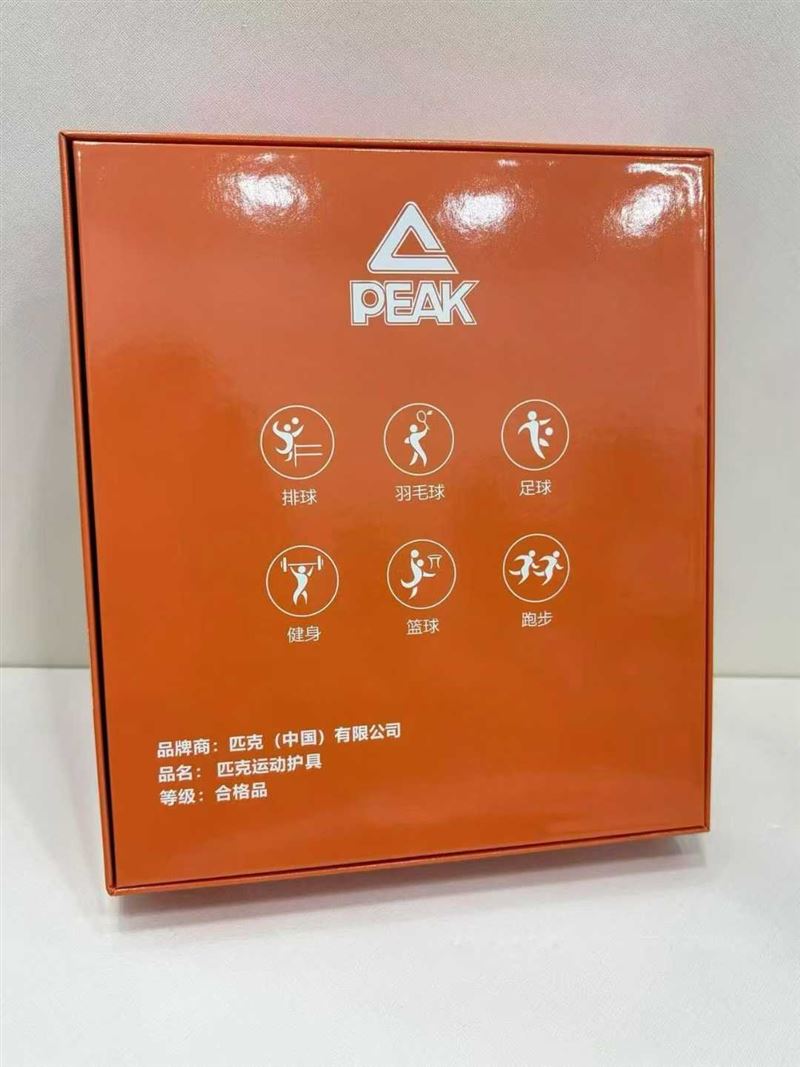 PEAK
排球 羽毛球 足球
健身 篮球 跑步
品牌商：匹克（中国）有限公司
品名： 匹克运动护具
等级：合格品